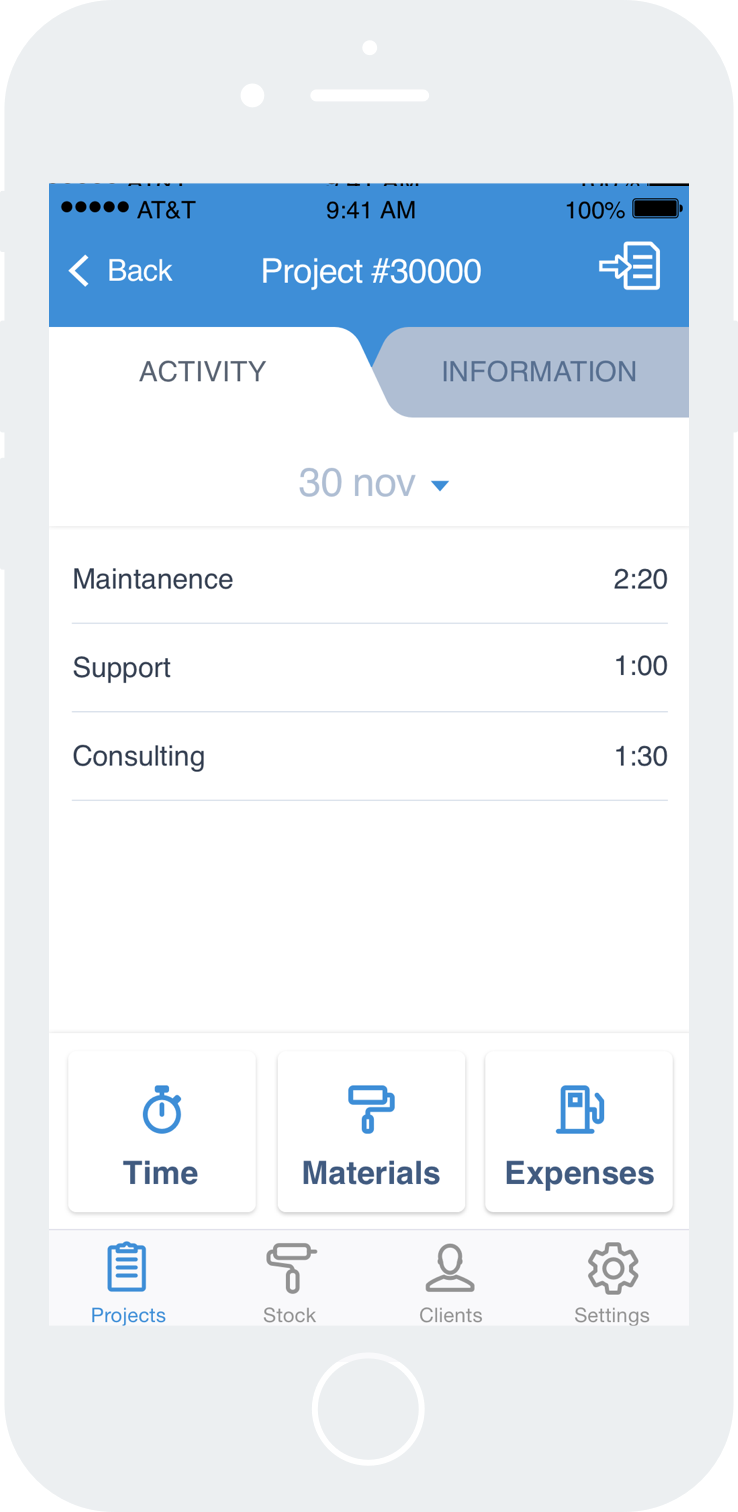 AT&T 9:41 AM 100%
Back Project #30000
ACTIVITY INFORMATION
30 nov
Maintanence 2:20
Support 1:00
Consulting 1:30
Time Materials Expenses
Projects Stock Clients Settings